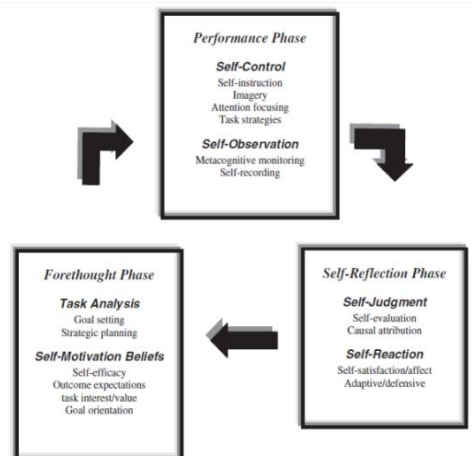 Performance Phase
Self-Control
Self-instruction
Imagery
Attention focusing
Task strategies
Self-Observation
Metacognitive monitoring
Self-recording
Forethought Phase
Task Analysis
Goal setting
Strategic planning
Self-Motivation Beliefs
Self-efficacy
Outcome expectations
task interest/value
Goal orientation
Self-Reflection Phase
Self-Judgment
Self-evaluation
Causal attribution
Self-Reaction
Self-satisfaction/affect
Adaptive/defensive